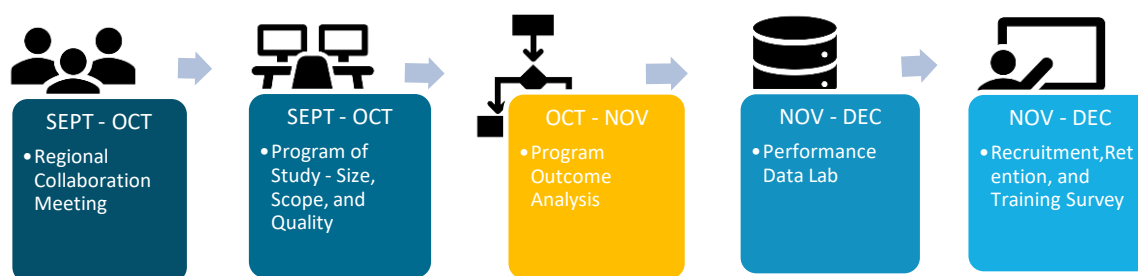 SEPT - OCT
•Regional
Collaboration
Meeting
SEPT - OCT
•Program of
Study - Size,
Scope, and
Quality
OCT - NOV
•Program
Outcome
Analysis
NOV - DEC
•Performance
Data Lab
NOV - DEC
•Recruitment,Ret
ention, and
Training Survey